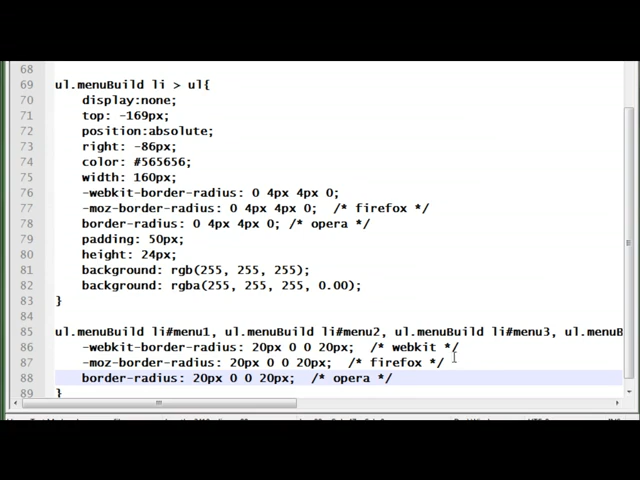 68
69 ul.menuBuild li > ul{
70 display:none;
71 top: -169px;
72 position:absolute;
73 right: -86px;
74 color: #565656;
75 width: 160px;
76 -webkit-border-radius: 0 4px 4px 0;
77 -moz-border-radius: 0 4px 4px 0; /* firefox */
78 border-radius: 0 4px 4px 0; /* opera */
79 padding: 50px;
80 height: 24px;
81 background: rgb(255, 255, 255);
82 background: rgba(255, 255, 255, 0.00);
83 }
84
85 ul.menuBuild li#menu1, ul.menuBuild li#menu2, ul.menuBuild li#menu3, ul.menuB
86 -webkit-border-radius: 20px 0 0 20px; /* webkit */
87 -moz-border-radius: 20px 0 0 20px; /* firefox */
88 border-radius: 20px 0 0 20px; /* opera */
89 }